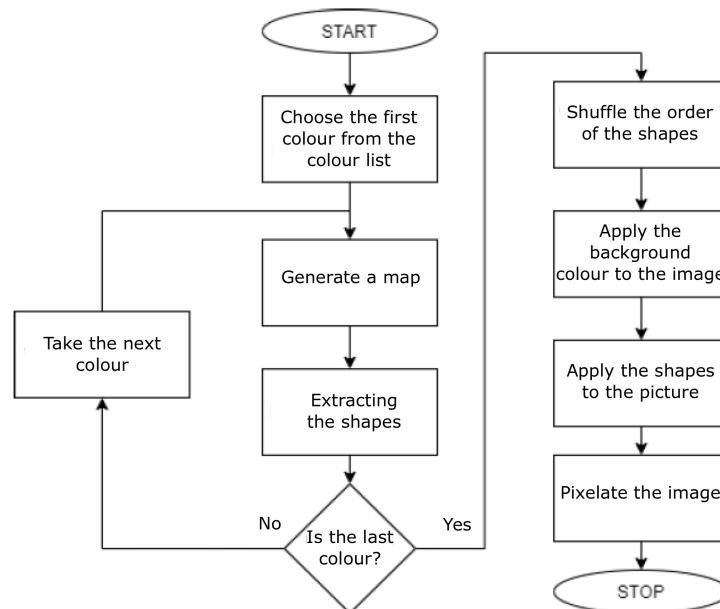 START
Choose the first
colour from the
colour list
Generate a map
Extracting
the shapes
Is the last
colour?
No
Yes
Take the next
colour
Shuffle the order
of the shapes
Apply the
background
colour to the image
Apply the shapes
to the picture
Pixelate the image
STOP